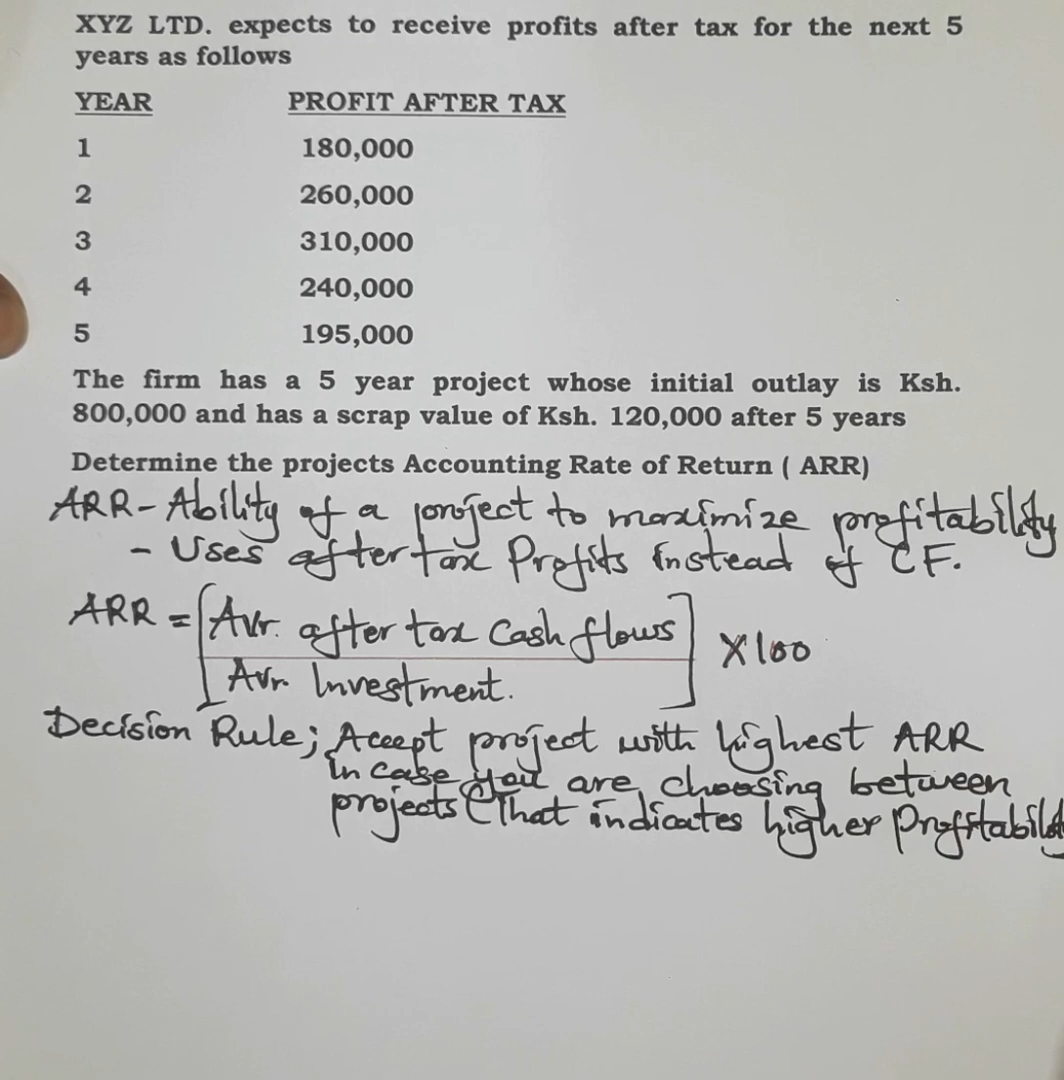 XYZ LTD. expects to receive profits after tax for the next 5
years as follows
YEAR PROFIT AFTER TAX
1 180,000
2 260,000
3 310,000
4 240,000
5 195,000
The firm has a 5 year project whose initial outlay is Ksh.
800,000 and has a scrap value of Ksh. 120,000 after 5 years
Determine the projects Accounting Rate of Return ( ARR)
ARR - Ability of a project to maximize profitability
- Uses after tax Profits instead of CF.
ARR = [Avr. after tax Cash flows
Avr. Investment.] X 100
Decision Rule; Accept project with highest ARR
in case you are choosing between
projects (That indicates higher Profitabil